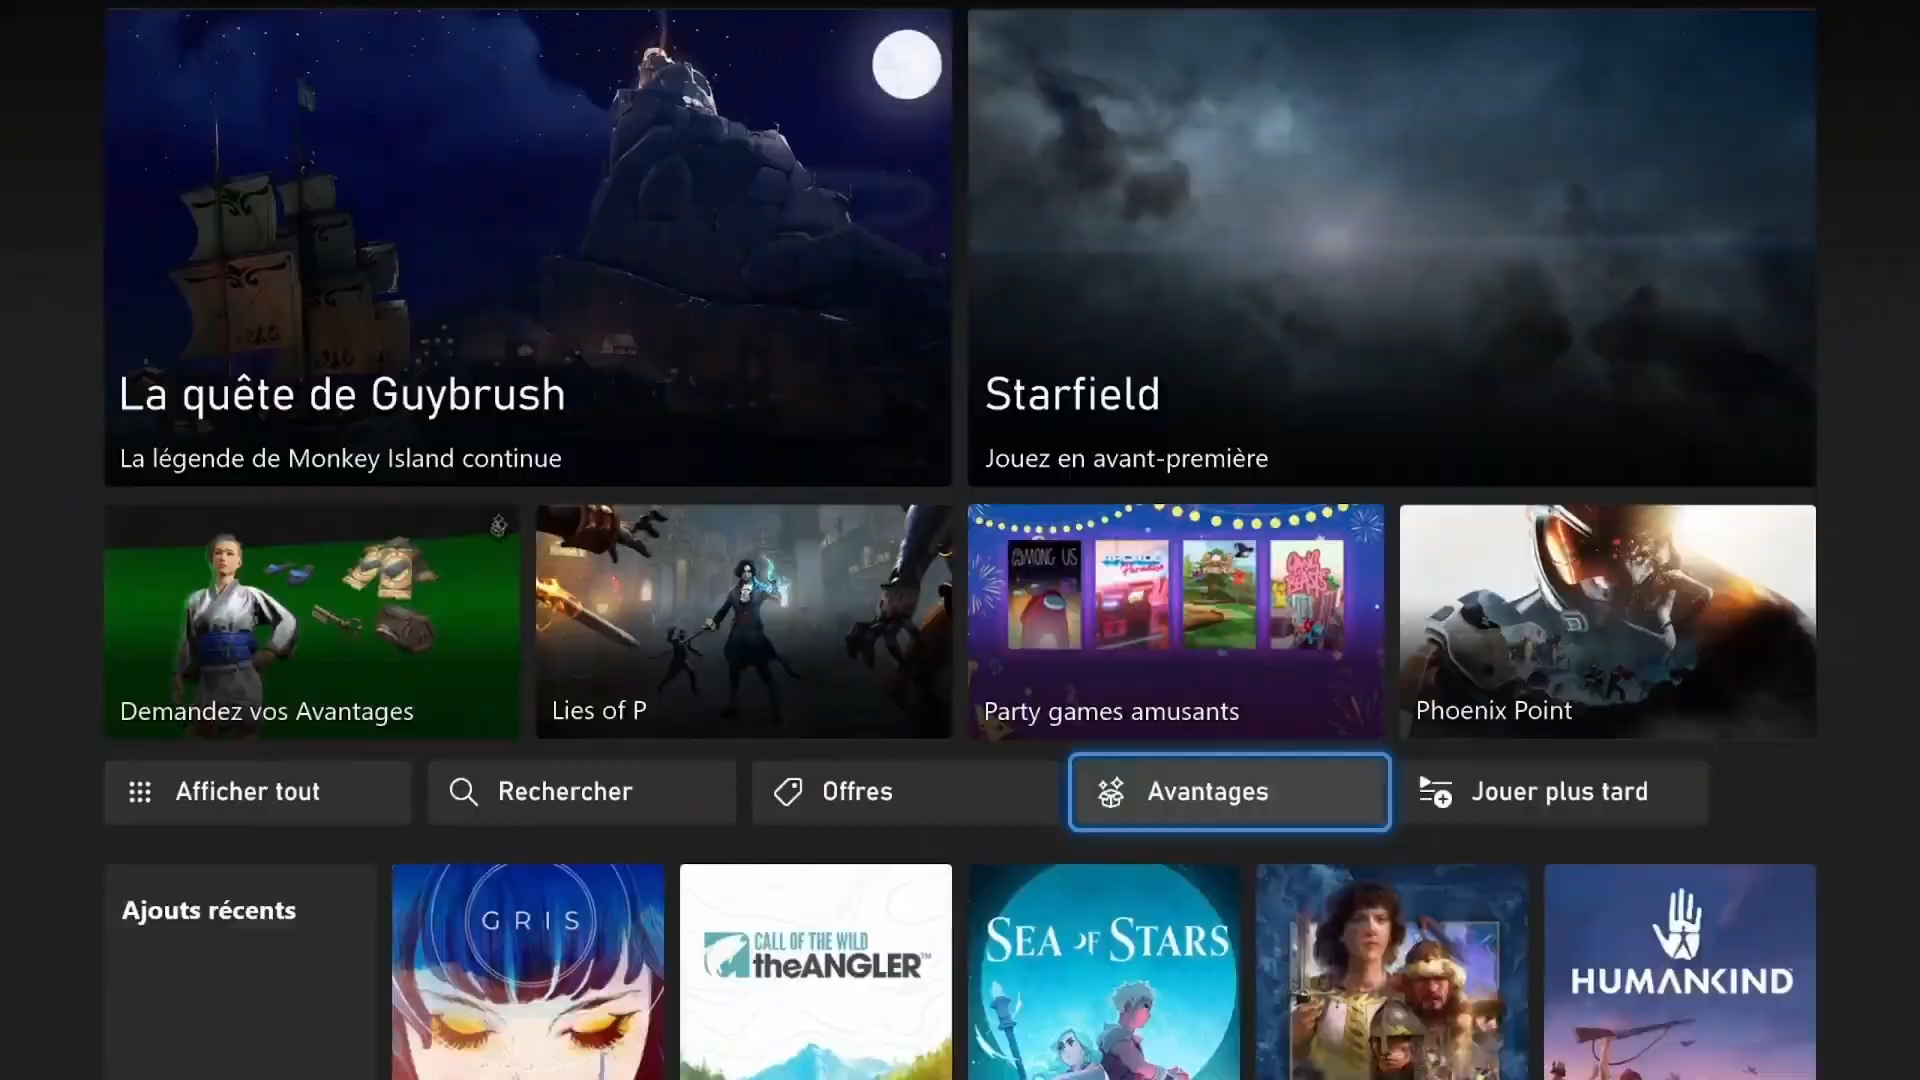 La quête de Guybrush
La légende de Monkey Island continue
Starfield
Jouez en avant-première
AMONG US
Demandez vos Avantages
Lies of P
Party games amusants
Phoenix Point
Afficher tout
Rechercher
Offres
Avantages
Jouer plus tard
Ajouts récents
GRIS
CALL OF THE WILD
theANGLER™
SEA OF STARS
HUMANKIND